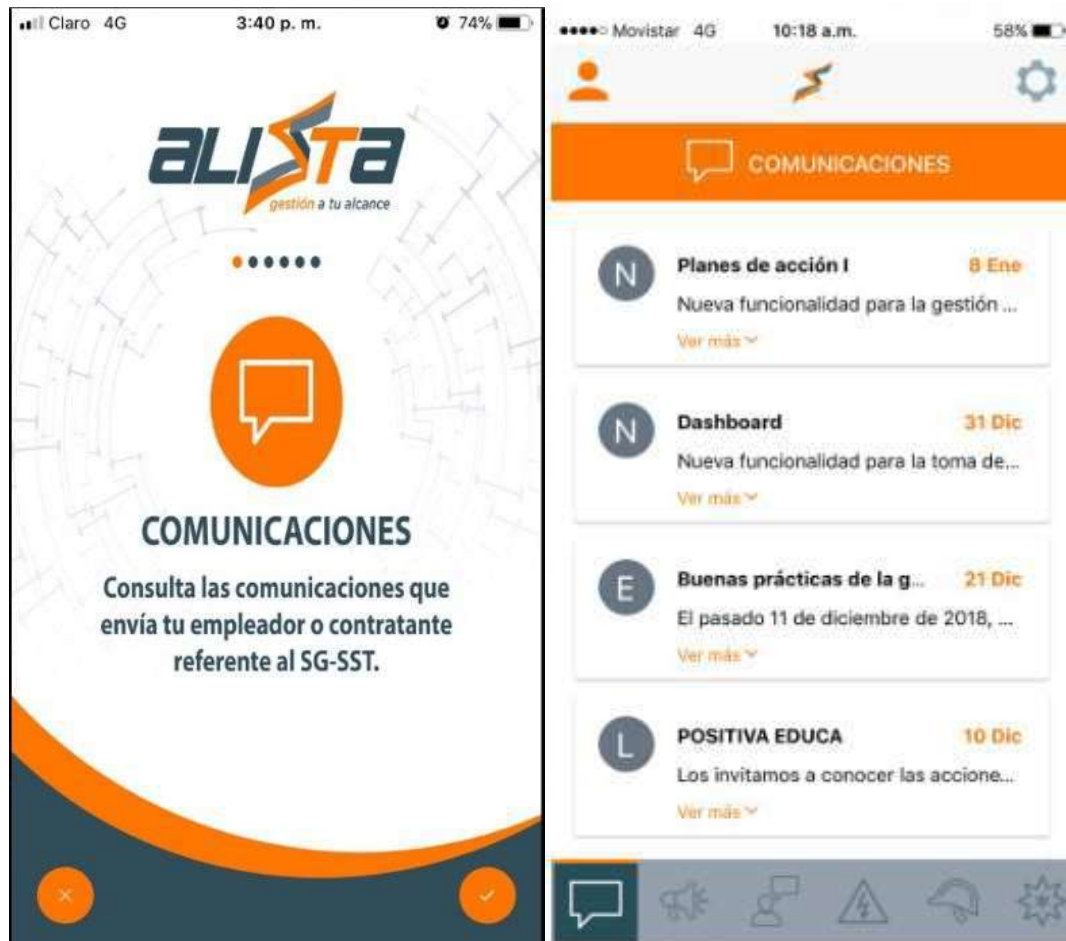 Claro 4G 3:40 p. m. 74%
ALISTA
gestión a tu alcance
COMUNICACIONES
Consulta las comunicaciones que
envía tu empleador o contratante
referente al SG-SST.
Movistar 4G 10:18 a.m. 58%
COMUNICACIONES
N Planes de acción I 8 Ene
Nueva funcionalidad para la gestión ...
Ver más
N Dashboard 31 Dic
Nueva funcionalidad para la toma de...
Ver más
E Buenas prácticas de la g... 21 Dic
El pasado 11 de diciembre de 2018, ...
Ver más
L POSITIVA EDUCA 10 Dic
Los invitamos a conocer las accione...
Ver más